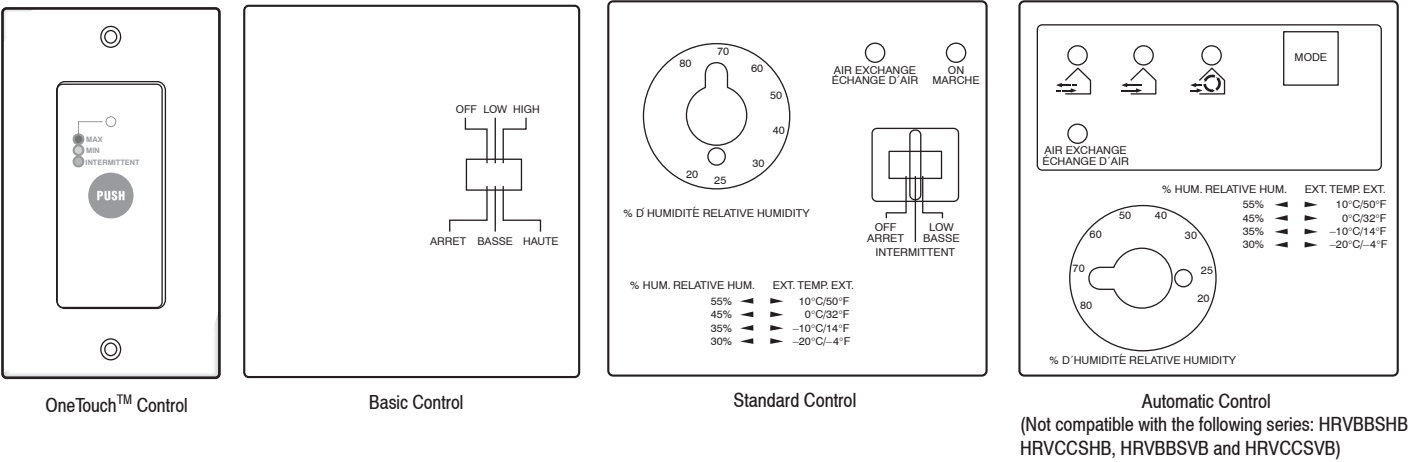 MAX
MIN
INTERMITTENT
PUSH
OneTouch™ Control
OFF LOW HIGH
ARRET BASSE HAUTE
Basic Control
80 70 60 50 40 30 25 20
% D´HUMIDITÈ RELATIVE HUMIDITY
AIR EXCHANGE
ÉCHANGE D´AIR
ON
MARCHE
OFF
ARRET
LOW
BASSE
INTERMITTENT
% HUM. RELATIVE HUM. EXT. TEMP. EXT.
55% ◄ ► 10°C/50°F
45% ◄ ► 0°C/32°F
35% ◄ ► –10°C/14°F
30% ◄ ► –20°C/–4°F
Standard Control
MODE
AIR EXCHANGE
ÉCHANGE D´AIR
% HUM. RELATIVE HUM. EXT. TEMP. EXT.
55% ◄ ► 10°C/50°F
45% ◄ ► 0°C/32°F
35% ◄ ► –10°C/14°F
30% ◄ ► –20°C/–4°F
80 70 60 50 40 30 25 20
% D´HUMIDITÈ RELATIVE HUMIDITY
Automatic Control
(Not compatible with the following series: HRVBBSHB
HRVCCSHB, HRVBBSVB and HRVCCSVB)